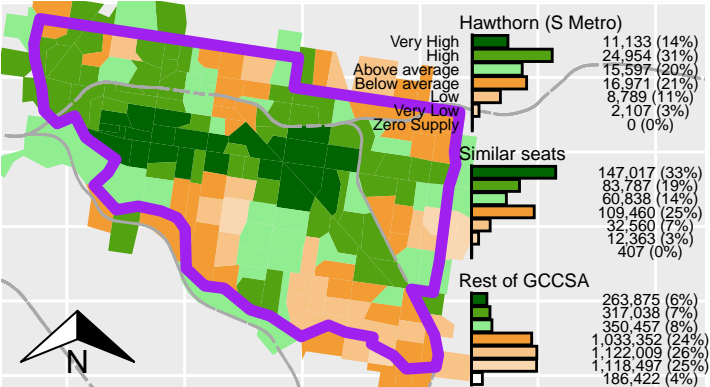 Hawthorn (S Metro)
Very High 11,133 (14%)
High 24,954 (31%)
Above average 15,597 (20%)
Below average 16,971 (21%)
Low 8,789 (11%)
Very Low 2,107 (3%)
Zero Supply 0 (0%)
Similar seats
147,017 (33%)
83,787 (19%)
60,838 (14%)
109,460 (25%)
32,560 (7%)
12,363 (3%)
407 (0%)
Rest of GCCSA
263,875 (6%)
317,038 (7%)
350,457 (8%)
1,033,352 (24%)
1,122,009 (26%)
1,118,497 (25%)
186,422 (4%)
N